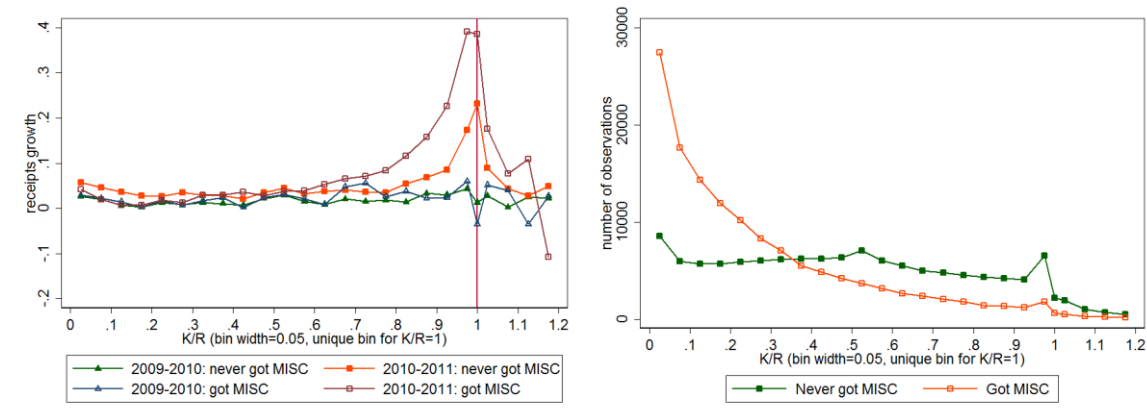 receipts growth
.4
.3
.2
.1
0
-.1
-.2
0 .1 .2 .3 .4 .5 .6 .7 .8 .9 1 1.1 1.2
K/R (bin width=0.05, unique bin for K/R=1)
2009-2010: never got MISC 2010-2011: never got MISC
2009-2010: got MISC 2010-2011: got MISC
number of observations
30000
20000
10000
0
0 .1 .2 .3 .4 .5 .6 .7 .8 .9 1 1.1 1.2
K/R (bin width=0.05, unique bin for K/R=1)
Never got MISC Got MISC